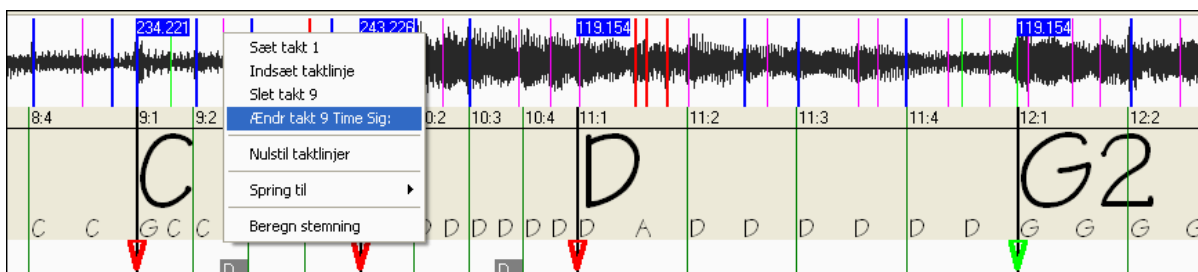 234.221 243.226 119.154 119.154
Sæt takt 1
Indsæt taktlinje
Slet takt 9
Ændr takt 9 Time Sig:
Nulstil taktlinjer
Spring til
Beregn stemning
8:4 9:1 9:2 0:2 10:3 10:4 11:1 11:2 11:3 11:4 12:1 12:2
C D G2
C C G C C D D D D D D D A D D D D D D G G G G
D D